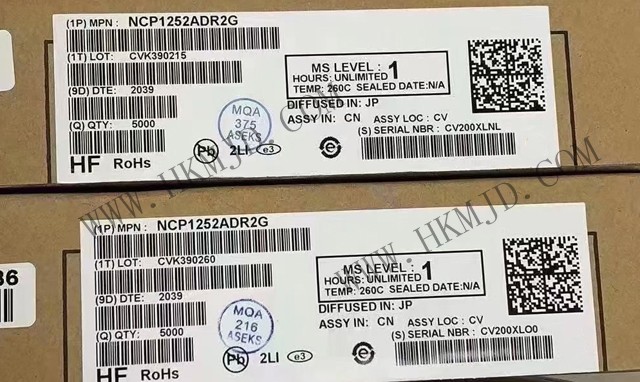 (1P) MPN : NCP1252ADR2G
(1T) LOT: CVK390215
(9D) DTE: 2039
(Q) QTY: 5000
HF RoHs
MQA
375
ASEKS
Pb 2LI e3
MS LEVEL : 1
HOURS: UNLIMITED
TEMP: 260C SEALED DATE:N/A
DIFFUSED IN: JP
ASSY IN: CN ASSY LOC: CV
(S) SERIAL NBR : CV200XLNL
e
WWW.HKMJD.COM
(1P) MPN : NCP1252ADR2G
(1T) LOT: CVK390260
(9D) DTE: 2039
(Q) QTY: 5000
HF RoHs
MQA
216
ASEKS
Pb 2LI e3
MS LEVEL : 1
HOURS: UNLIMITED
TEMP: 260C SEALED DATE:N/A
DIFFUSED IN: JP
ASSY IN: CN ASSY LOC: CV
(S) SERIAL NBR : CV200XLO0
e
WWW.HKMJD.COM
36